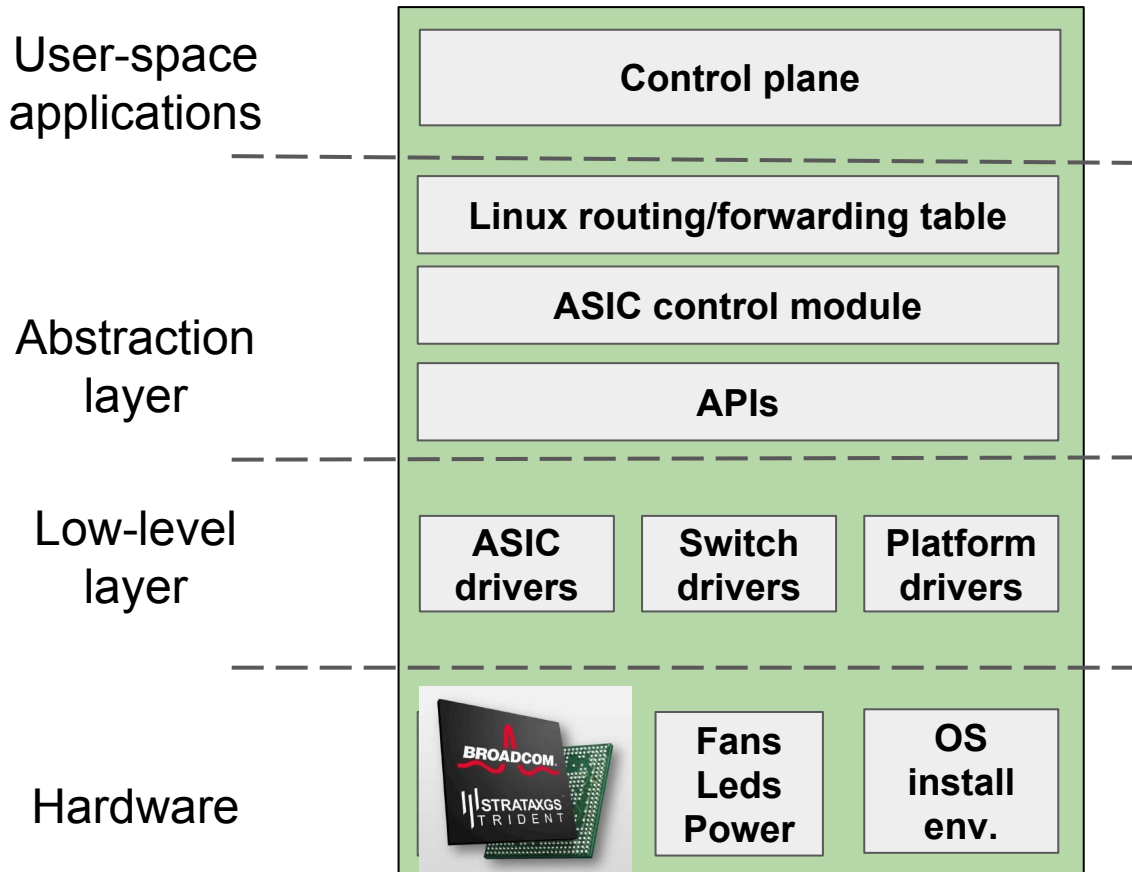 User-space
applications
Control plane
Linux routing/forwarding table
ASIC control module
Abstraction
layer
APIs
Low-level
layer
ASIC
drivers
Switch
drivers
Platform
drivers
Hardware
BROADCOM.
STRATAXGS
TRIDENT
Fans
Leds
Power
OS
install
env.